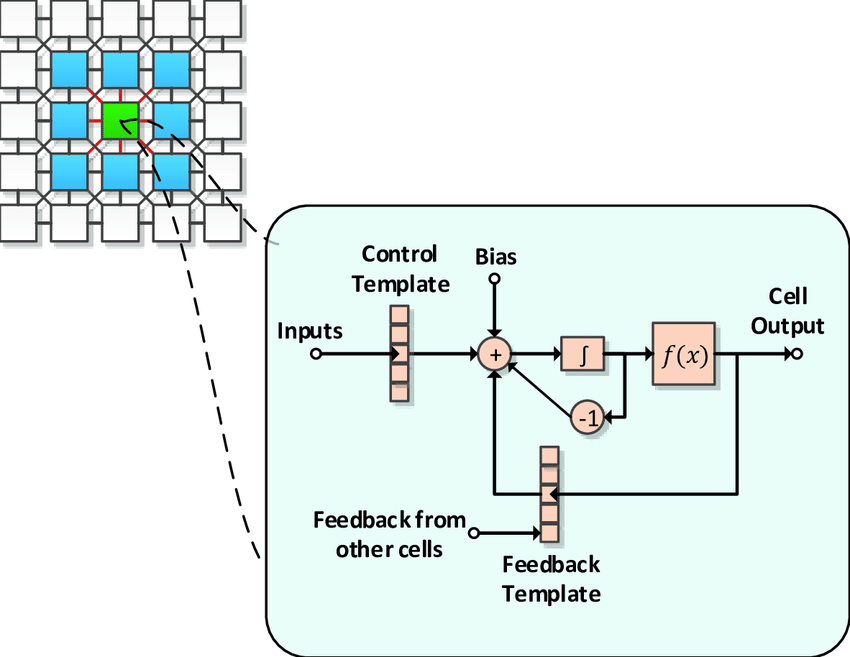 Control
Template
Bias
Cell
Output
Inputs
+
∫
f(x)
-1
Feedback from
other cells
Feedback
Template